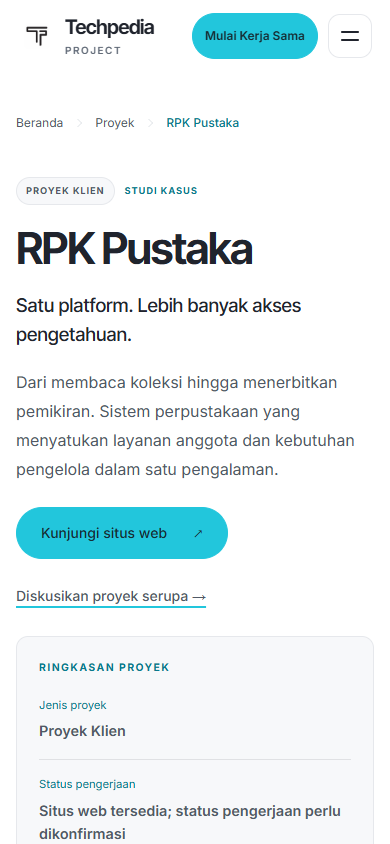 Techpedia
PROJECT
Mulai Kerja Sama
Beranda
Proyek
RPK Pustaka
PROYEK KLIEN
STUDI KASUS
RPK Pustaka
Satu platform. Lebih banyak akses
pengetahuan.
Dari membaca koleksi hingga menerbitkan
pemikiran. Sistem perpustakaan yang
menyatukan layanan anggota dan kebutuhan
pengelola dalam satu pengalaman.
Kunjungi situs web ↗
Diskusikan proyek serupa →
RINGKASAN PROYEK
Jenis proyek
Proyek Klien
Status pengerjaan
Situs web tersedia; status pengerjaan perlu
dikonfirmasi